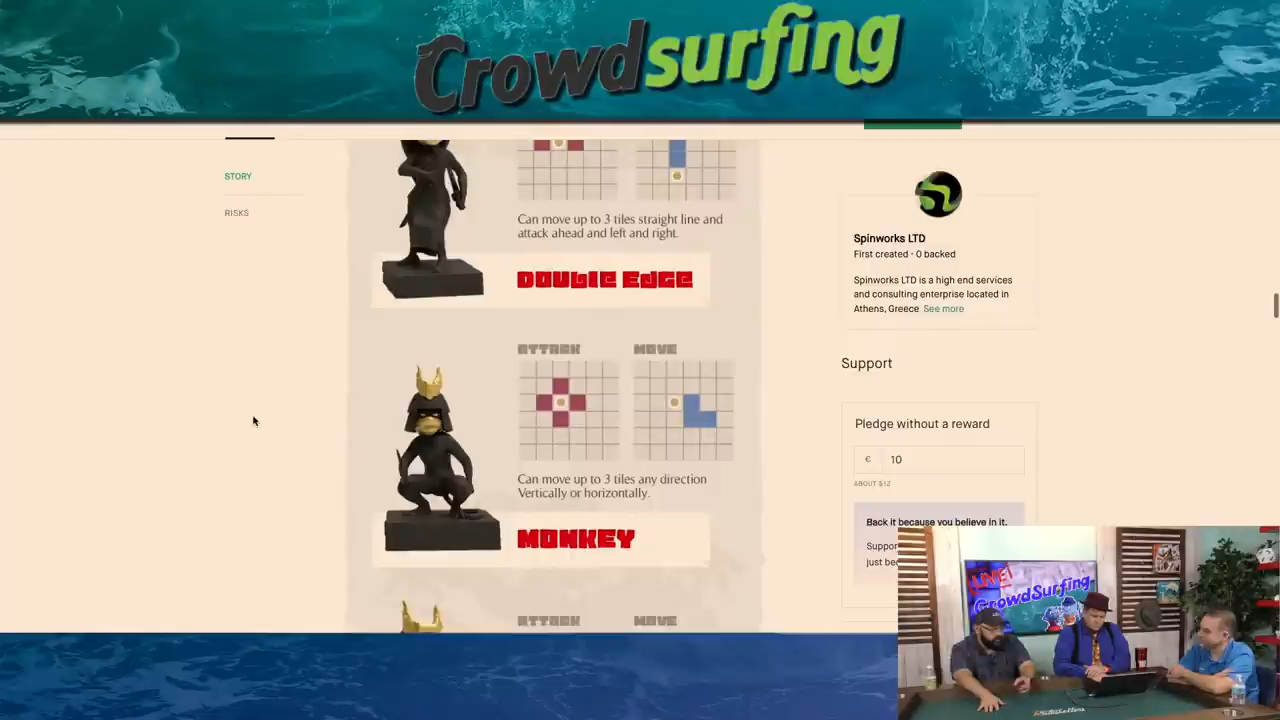 Crowdsurfing
STORY
RISKS
Can move up to 3 tiles straight line and
attack ahead and left and right.
DOUBLE EDGE
ATTACK
MOVE
Can move up to 3 tiles any direction
Vertically or horizontally.
MONKEY
ATTACK
MOVE
Spinworks LTD
First created · 0 backed
Spinworks LTD is a high end services
and consulting enterprise located in
Athens, Greece See more
Support
Pledge without a reward
€ 10
ABOUT $12
Back it because you believe in it.
Suppor
just bec
LIVE!
CrowdSurfing